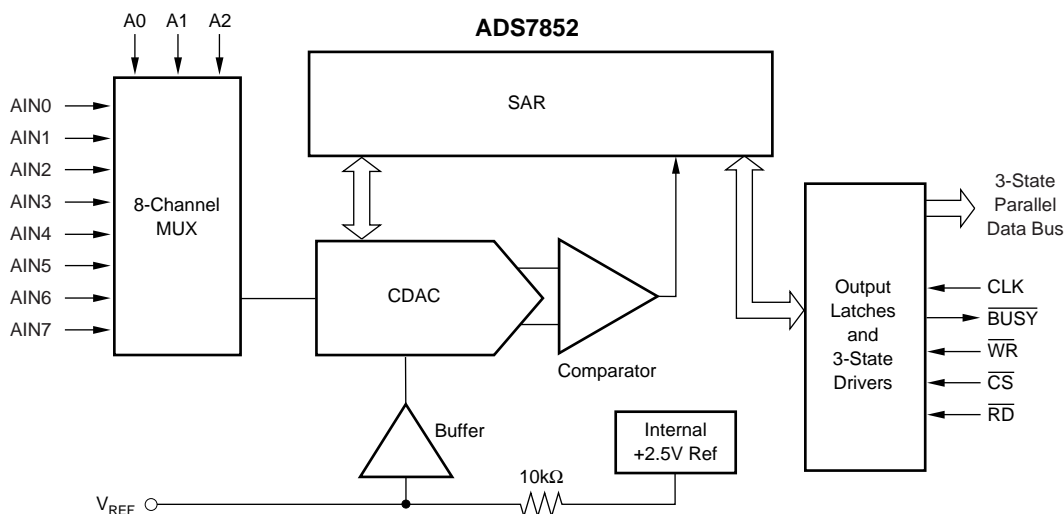 A0 A1 A2
ADS7852
AIN0
AIN1
AIN2
AIN3
AIN4
AIN5
AIN6
AIN7
8-Channel
MUX
SAR
CDAC
Comparator
Buffer
Internal
+2.5V Ref
10kΩ
VREF
Output
Latches
and
3-State
Drivers
3-State
Parallel
Data Bus
CLK
BUSY
WR
CS
RD